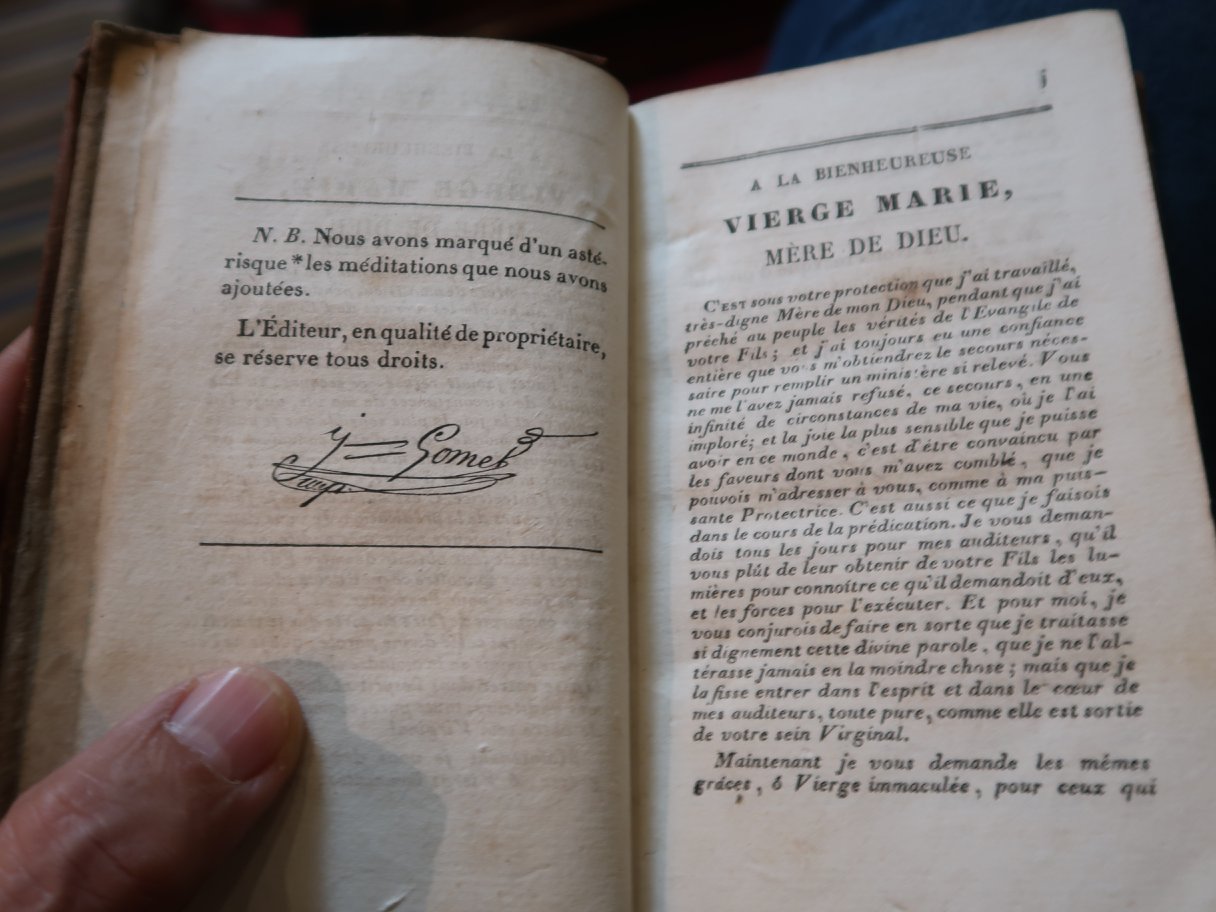 N. B. Nous avons marqué d'un asté-
risque * les méditations que nous avons
ajoutées.
L'Éditeur, en qualité de propriétaire,
se réserve tous droits.
Gomet
j
A LA BIENHEUREUSE
VIERGE MARIE,
MÈRE DE DIEU.
C'EST sous votre protection que j'ai travaillé,
très-digne Mère de mon Dieu, pendant que j'ai
prêché au peuple les vérités de l'Evangile de
votre Fils ; et j'ai toujours eu une confiance
entière que vous m'obtiendrez le secours néces-
saire pour remplir un ministère si relevé. Vous
ne me l'avez jamais refusé, ce secours, en une
infinité de circonstances de ma vie, où je l'ai
imploré; et la joie la plus sensible que je puisse
avoir en ce monde, c'est d'être convaincu par
les faveurs dont vous m'avez comblé, que je
pouvois m'adresser à vous, comme à ma puis-
sante Protectrice. C'est aussi ce que je faisois
dans le cours de la prédication. Je vous deman-
dois tous les jours pour mes auditeurs, qu'il
vous plût de leur obtenir de votre Fils les lu-
mières pour connoître ce qu'il demandoit d'eux,
et les forces pour l'exécuter. Et pour moi, je
vous conjurois de faire en sorte que je traitasse
si dignement cette divine parole, que je ne l'al-
térasse jamais en la moindre chose ; mais que je
la fisse entrer dans l'esprit et dans le cœur de
mes auditeurs, toute pure, comme elle est sortie
de votre sein Virginal.
Maintenant je vous demande les mêmes
grâces, ô Vierge immaculée, pour ceux qui